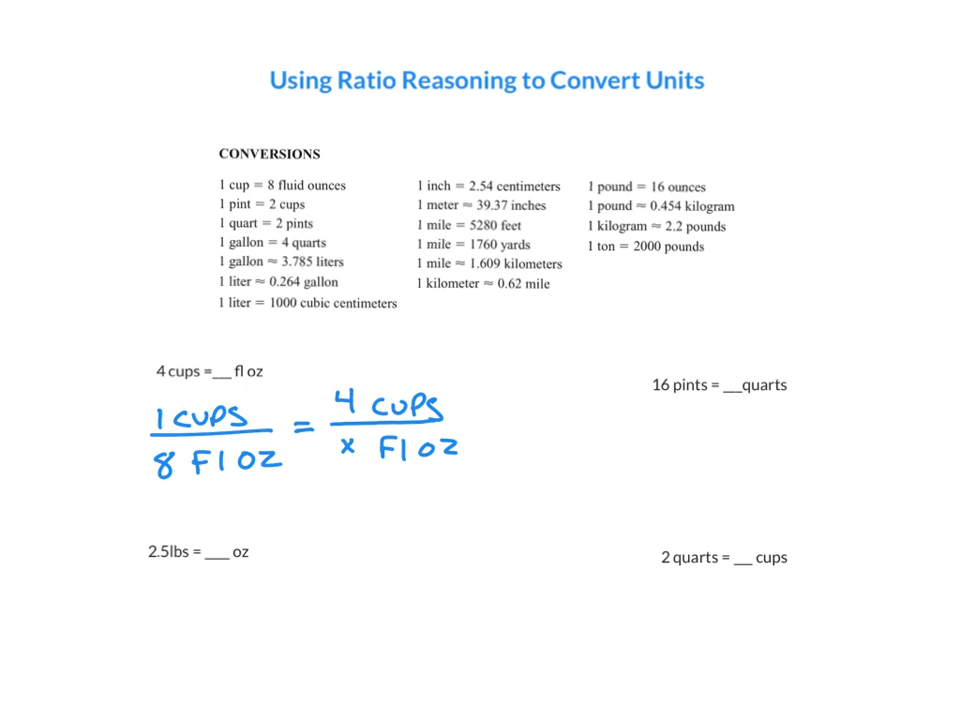 Using Ratio Reasoning to Convert Units
CONVERSIONS
1 cup = 8 fluid ounces
1 pint = 2 cups
1 quart = 2 pints
1 gallon = 4 quarts
1 gallon ≈ 3.785 liters
1 liter ≈ 0.264 gallon
1 liter = 1000 cubic centimeters
1 inch = 2.54 centimeters
1 meter ≈ 39.37 inches
1 mile = 5280 feet
1 mile = 1760 yards
1 mile ≈ 1.609 kilometers
1 kilometer ≈ 0.62 mile
1 pound = 16 ounces
1 pound ≈ 0.454 kilogram
1 kilogram ≈ 2.2 pounds
1 ton = 2000 pounds
4 cups =__ fl oz
1 cups = 4 cups
8 Fl oz x Fl oz
16 pints = __quarts
2.5lbs = ___ oz
2 quarts = __ cups